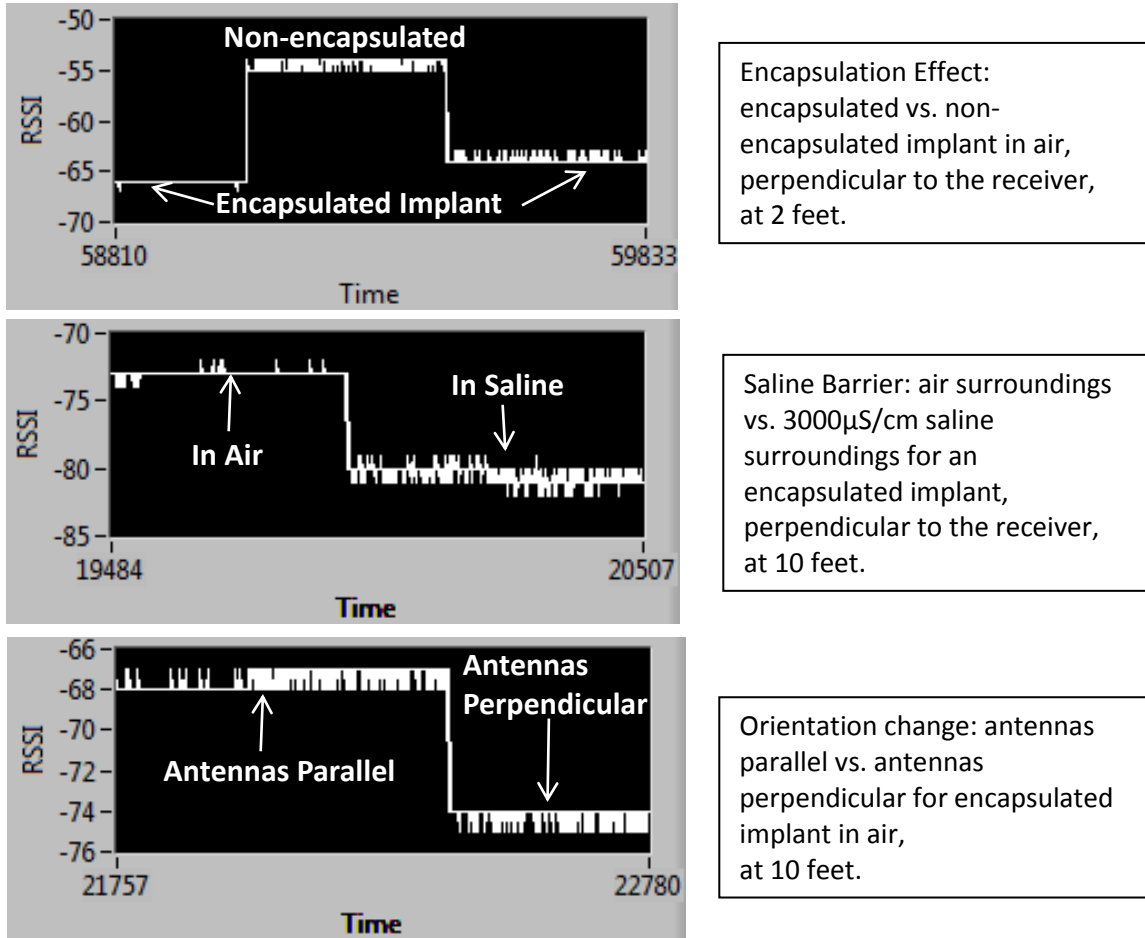 -50
-55
-60
-65
-70
RSSI
Non-encapsulated
Encapsulated Implant
58810
59833
Time
Encapsulation Effect:
encapsulated vs. non-
encapsulated implant in air,
perpendicular to the receiver,
at 2 feet.
-70
-75
-80
-85
RSSI
In Air
In Saline
19484
20507
Time
Saline Barrier: air surroundings
vs. 3000µS/cm saline
surroundings for an
encapsulated implant,
perpendicular to the receiver,
at 10 feet.
-66
-68
-70
-72
-74
-76
RSSI
Antennas Parallel
Antennas
Perpendicular
21757
22780
Time
Orientation change: antennas
parallel vs. antennas
perpendicular for encapsulated
implant in air,
at 10 feet.